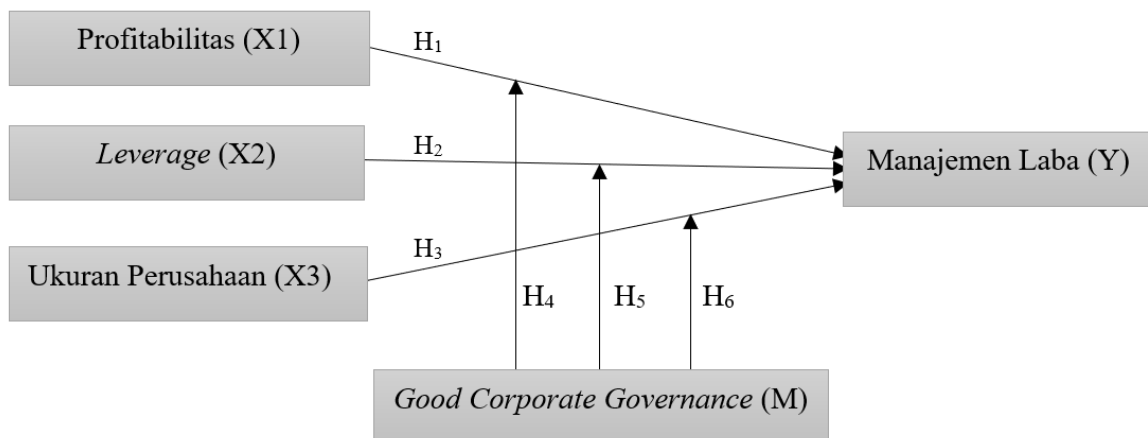 Profitabilitas (X1)
H₁
Leverage (X2)
H₂
Manajemen Laba (Y)
Ukuran Perusahaan (X3)
H₃
H₄
H₅
H₆
Good Corporate Governance (M)